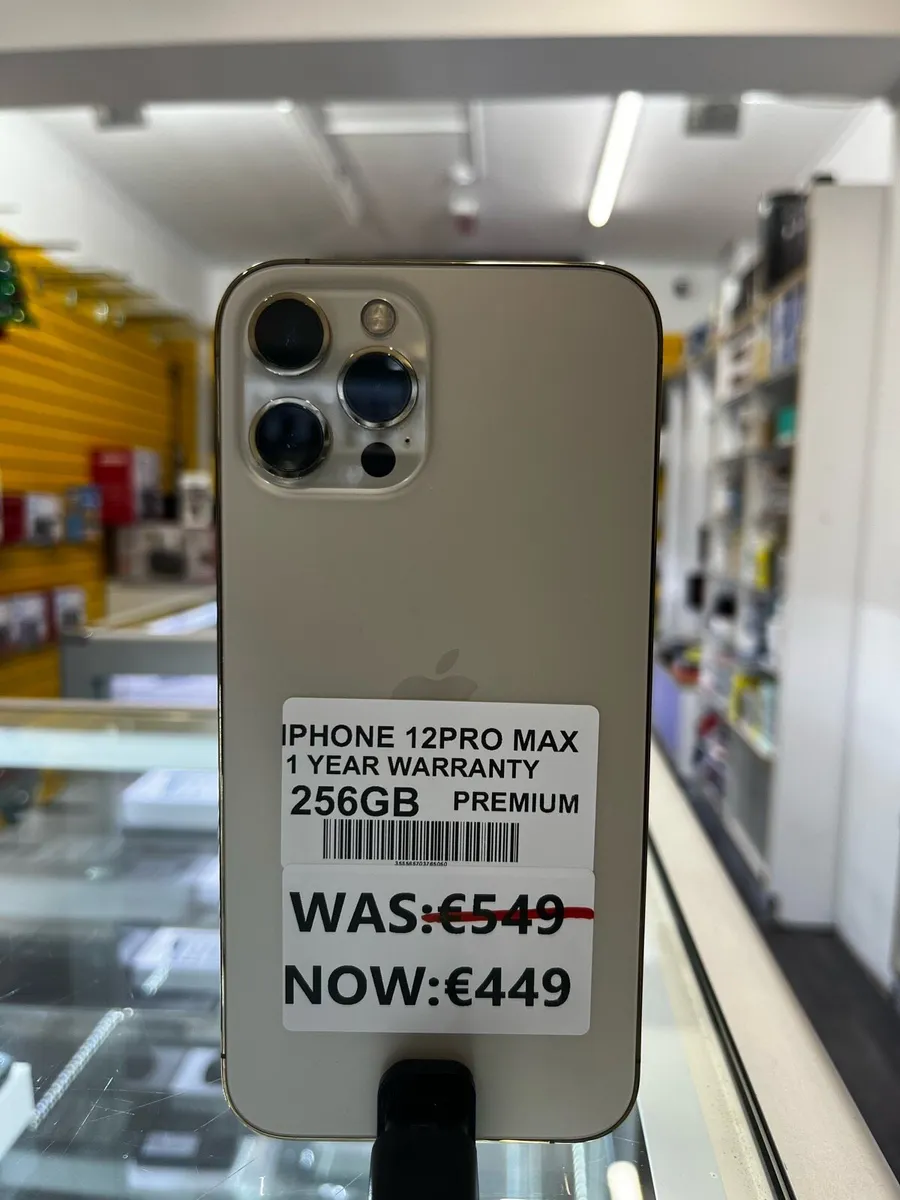 IPHONE 12PRO MAX
1 YEAR WARRANTY
256GB PREMIUM
WAS:€549
NOW:€449